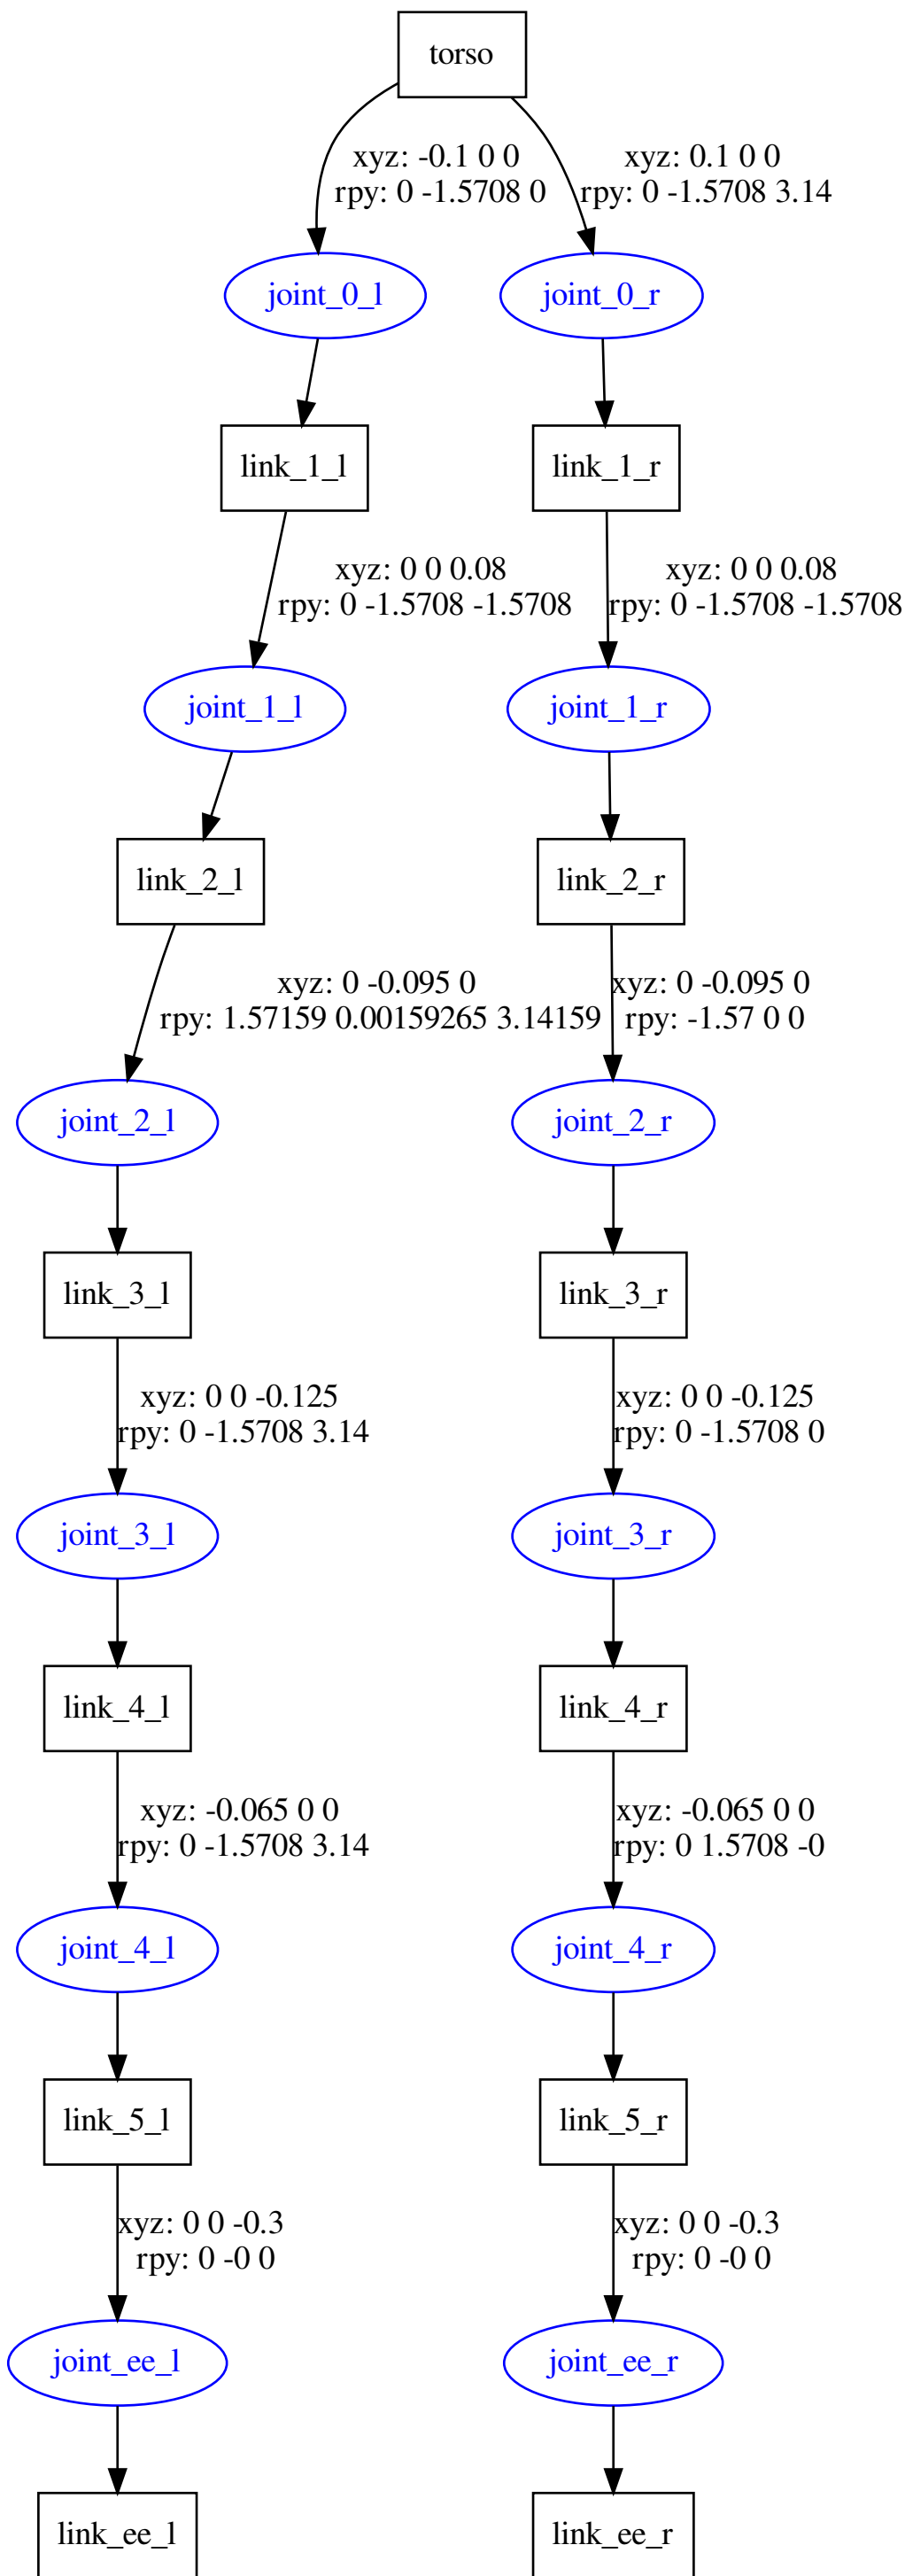 torso
xyz: -0.1 0 0
rpy: 0 -1.5708 0
xyz: 0.1 0 0
rpy: 0 -1.5708 3.14
joint_0_l
joint_0_r
link_1_l
link_1_r
xyz: 0 0 0.08
rpy: 0 -1.5708 -1.5708
xyz: 0 0 0.08
rpy: 0 -1.5708 -1.5708
joint_1_l
joint_1_r
link_2_l
link_2_r
xyz: 0 -0.095 0
rpy: 1.57159 0.00159265 3.14159
xyz: 0 -0.095 0
rpy: -1.57 0 0
joint_2_l
joint_2_r
link_3_l
link_3_r
xyz: 0 0 -0.125
rpy: 0 -1.5708 3.14
xyz: 0 0 -0.125
rpy: 0 -1.5708 0
joint_3_l
joint_3_r
link_4_l
link_4_r
xyz: -0.065 0 0
rpy: 0 -1.5708 3.14
xyz: -0.065 0 0
rpy: 0 1.5708 -0
joint_4_l
joint_4_r
link_5_l
link_5_r
xyz: 0 0 -0.3
rpy: 0 -0 0
xyz: 0 0 -0.3
rpy: 0 -0 0
joint_ee_l
joint_ee_r
link_ee_l
link_ee_r